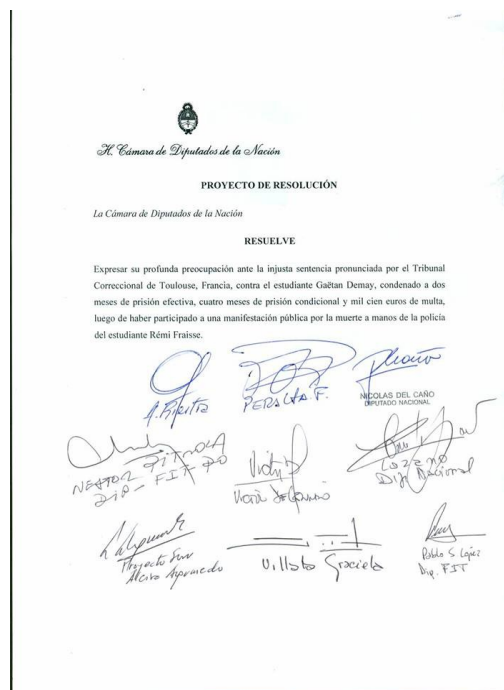 H. Cámara de Diputados de la Nación
PROYECTO DE RESOLUCIÓN
La Cámara de Diputados de la Nación
RESUELVE
Expresar su profunda preocupación ante la injusta sentencia pronunciada por el Tribunal
Correccional de Toulouse, Francia, contra el estudiante Gaëtan Demay, condenado a dos
meses de prisión efectiva, cuatro meses de prisión condicional y mil cien euros de multa,
luego de haber participado a una manifestación pública por la muerte a manos de la policía
del estudiante Rémi Fraisse.
PERALTA F.
NICOLAS DEL CAÑO
DIPUTADO NACIONAL
NESTOR PITROLA
DIP - FIT PO
Lozano
Dip Nacional
Victoria Donda
Proyecto Sur
Alcira Argumedo
Villata Graciela
Pablo S López
Dip. FIT